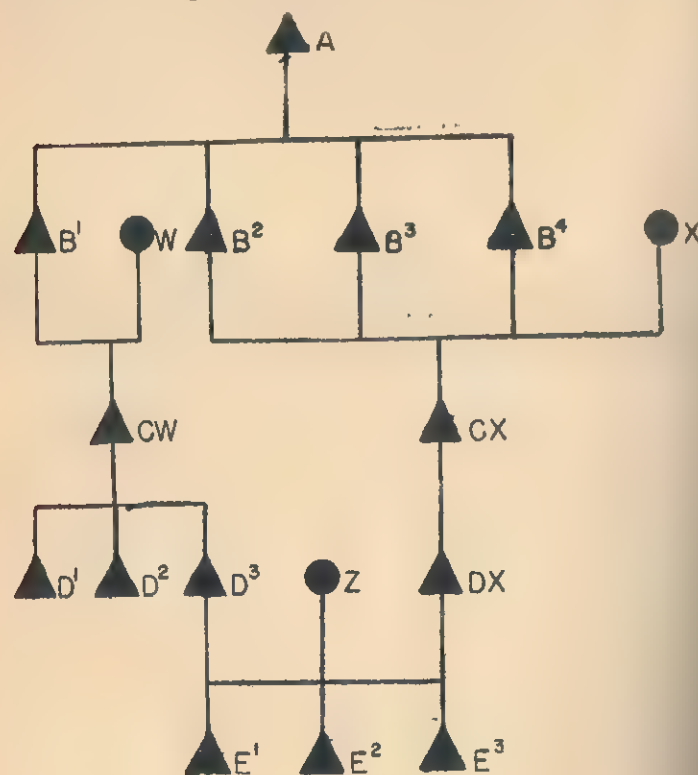 A
B¹ W B² B³ B⁴ X
CW CX
D¹ D² D³ Z DX
E¹ E² E³